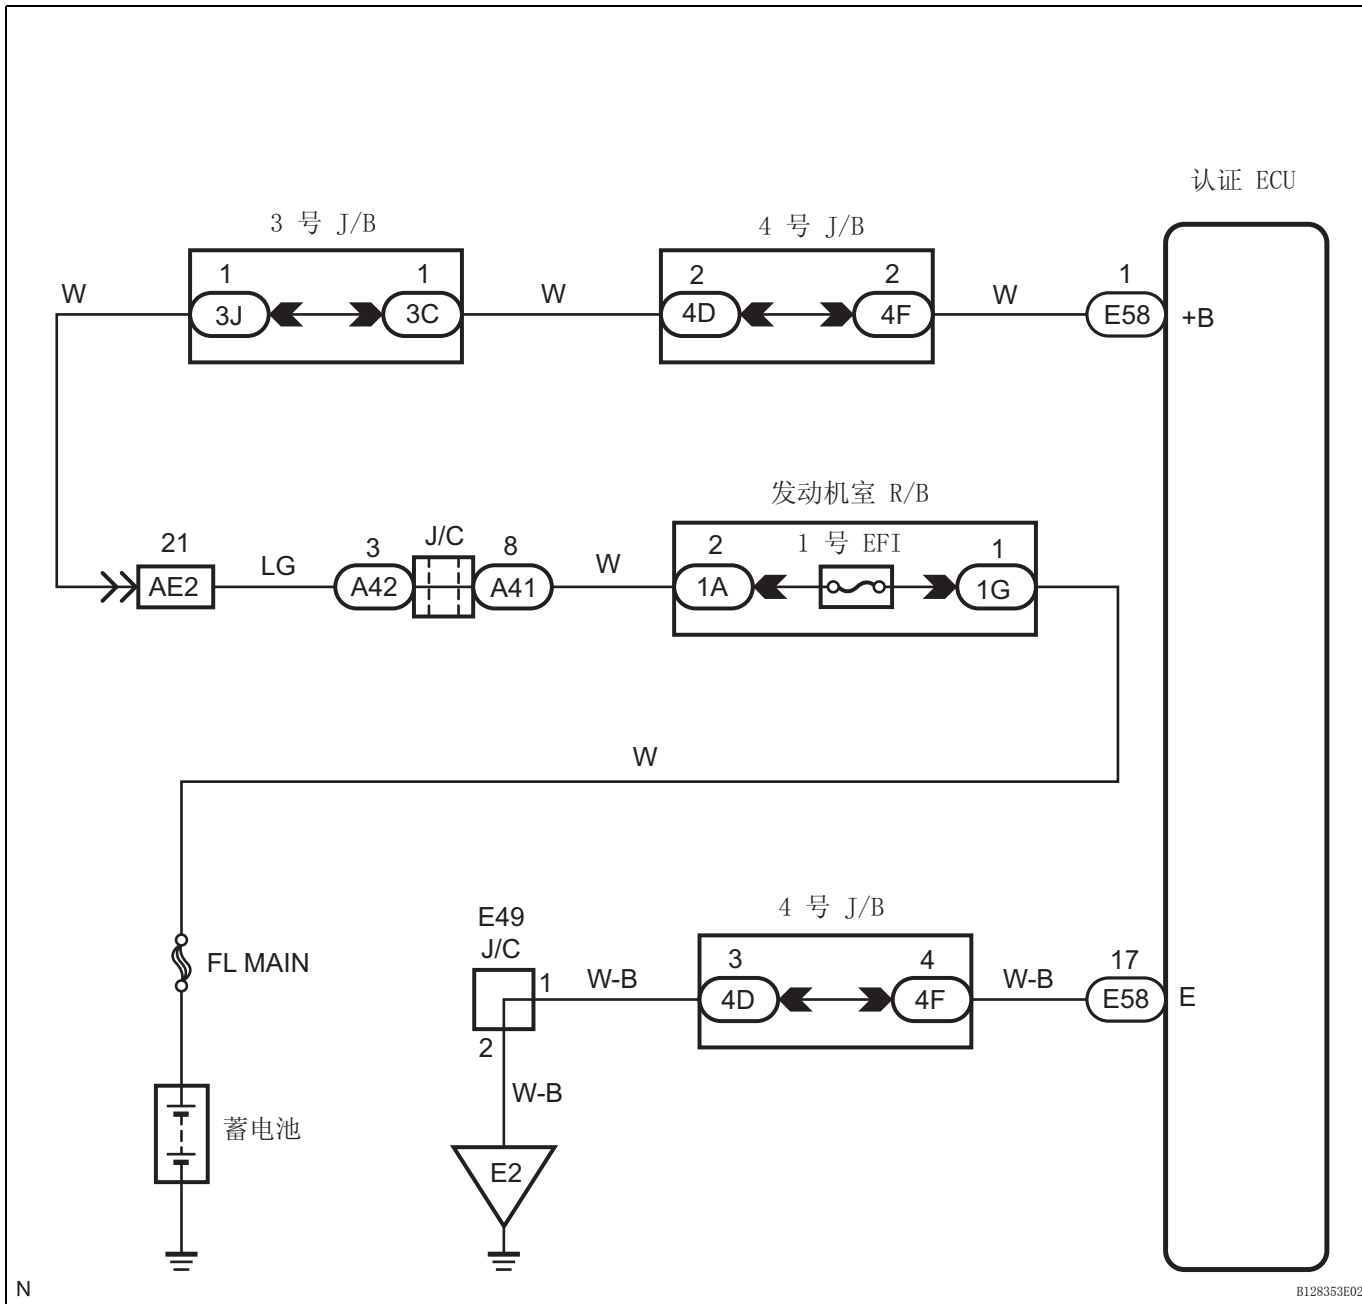 认证 ECU
3 号 J/B
4 号 J/B
1
1
2
2
1
W
W
W
3J
3C
4D
4F
E58
+B
发动机室 R/B
21
3
J/C
8
2
1 号 EFI
1
LG
W
AE2
A42
A41
1A
1G
W
4 号 J/B
E49
J/C
FL MAIN
3
4
17
1
W-B
W-B
4D
4F
E58
E
2
W-B
蓄电池
E2
N
B128353E02